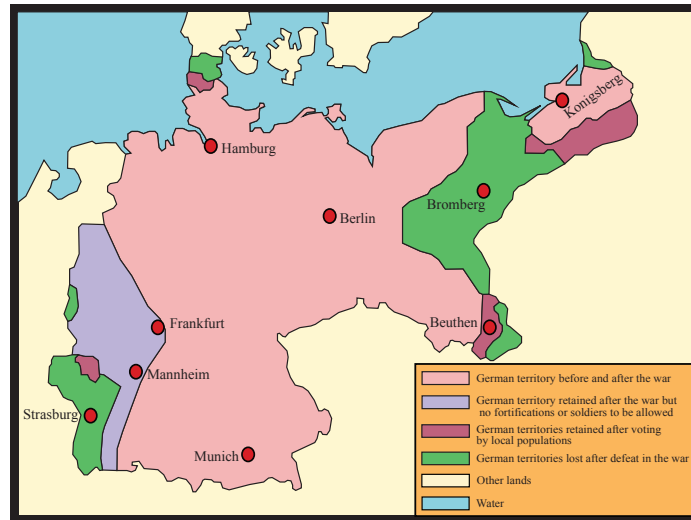 Konigsberg
Hamburg
Bromberg
Berlin
Frankfurt
Beuthen
Mannheim
Strasburg
Munich
German territory before and after the war
German territory retained after the war but
no fortifications or soldiers to be allowed
German territories retained after voting
by local populations
German territories lost after defeat in the war
Other lands
Water